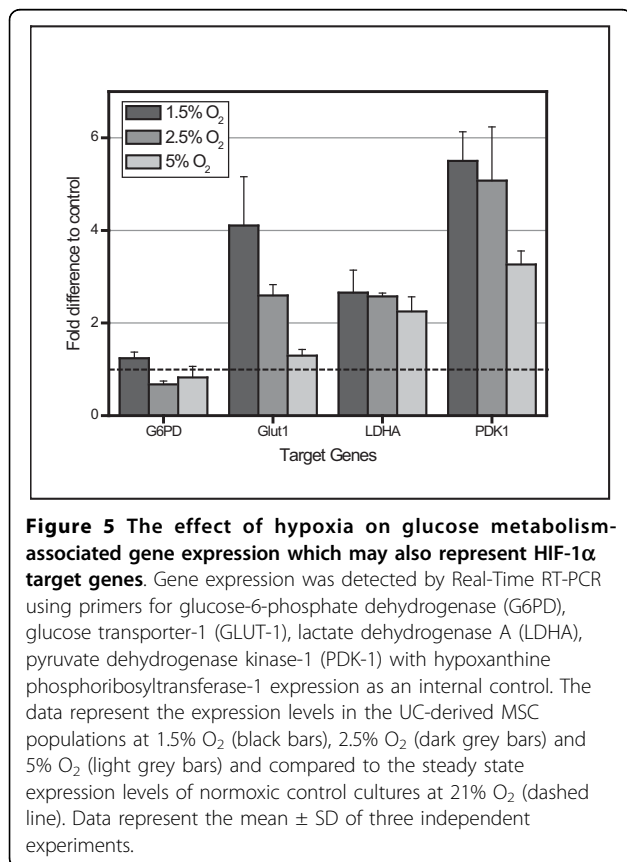 1.5% O₂
2.5% O₂
5% O₂
6
4
2
0
Fold difference to control
G6PD Glut1 LDHA PDK1
Target Genes
Figure 5 The effect of hypoxia on glucose metabolism-
associated gene expression which may also represent HIF-1α
target genes. Gene expression was detected by Real-Time RT-PCR
using primers for glucose-6-phosphate dehydrogenase (G6PD),
glucose transporter-1 (GLUT-1), lactate dehydrogenase A (LDHA),
pyruvate dehydrogenase kinase-1 (PDK-1) with hypoxanthine
phosphoribosyltransferase-1 expression as an internal control. The
data represent the expression levels in the UC-derived MSC
populations at 1.5% O₂ (black bars), 2.5% O₂ (dark grey bars) and
5% O₂ (light grey bars) and compared to the steady state
expression levels of normoxic control cultures at 21% O₂ (dashed
line). Data represent the mean ± SD of three independent
experiments.